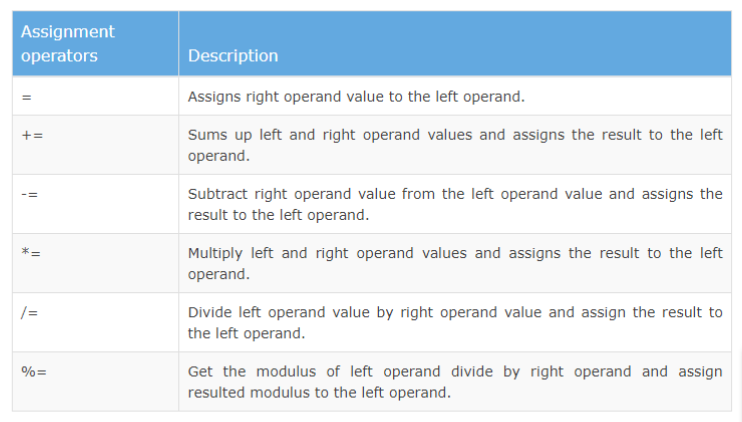 Assignment
operators
Description
=
Assigns right operand value to the left operand.
+=
Sums up left and right operand values and assigns the result to the left
operand.
-=
Subtract right operand value from the left operand value and assigns the
result to the left operand.
*=
Multiply left and right operand values and assigns the result to the left
operand.
/=
Divide left operand value by right operand value and assign the result to
the left operand.
%=
Get the modulus of left operand divide by right operand and assign
resulted modulus to the left operand.